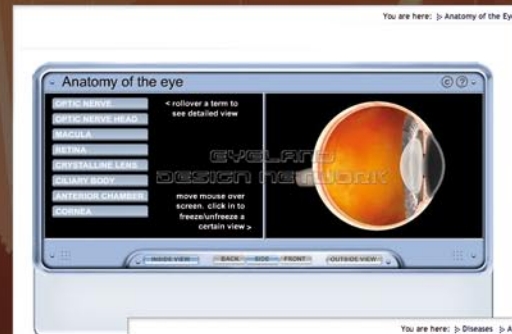 You are here: |> Anatomy of the Eye
Anatomy of the eye
OPTIC NERVE
OPTIC NERVE HEAD
MACULA
RETINA
CRYSTALLINE LENS
CILIARY BODY
ANTERIOR CHAMBER
CORNEA
< rollover a term to
see detailed view
move mouse over
screen. click in to
freeze/unfreeze a
certain view >
EYELAND
DESIGN NETWORK
INSIDE VIEW BACK SIDE FRONT OUTSIDE VIEW
You are here: |> Diseases |> A